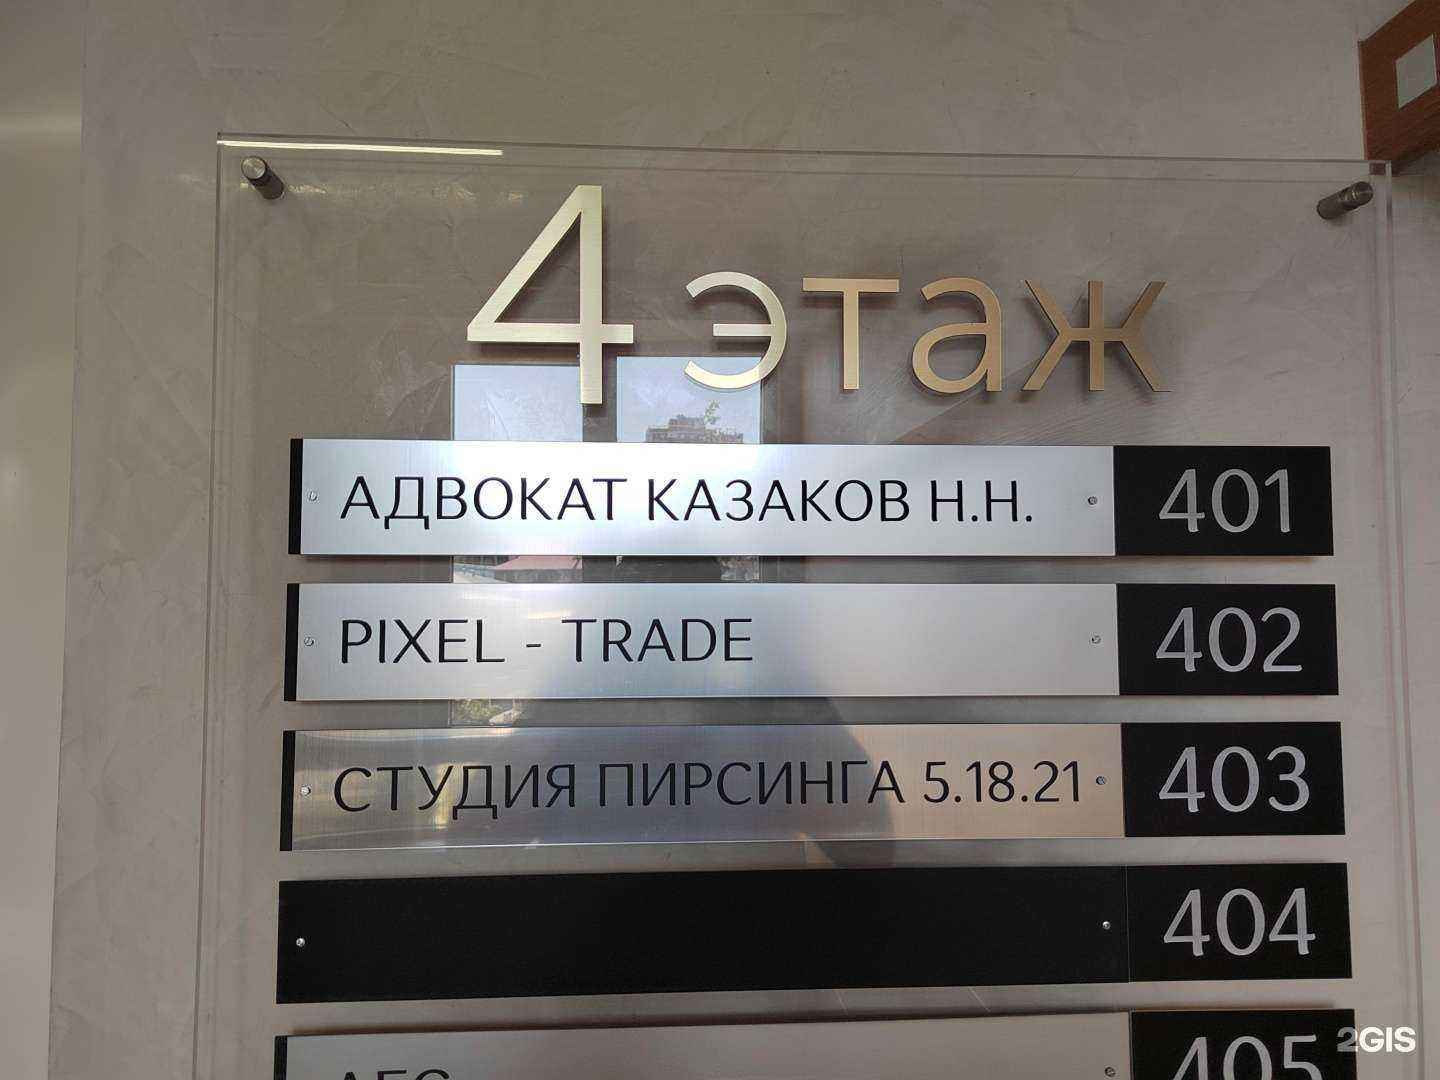 4 этаж
АДВОКАТ КАЗАКОВ Н.Н. 401
PIXEL - TRADE 402
СТУДИЯ ПИРСИНГА 5.18.21 403
404
405
2GIS